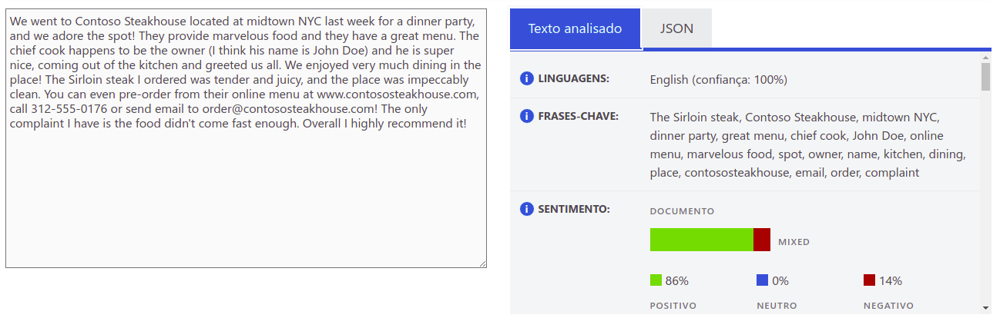 We went to Contoso Steakhouse located at midtown NYC last week for a dinner party,
and we adore the spot! They provide marvelous food and they have a great menu. The
chief cook happens to be the owner (I think his name is John Doe) and he is super
nice, coming out of the kitchen and greeted us all. We enjoyed very much dining in the
place! The Sirloin steak I ordered was tender and juicy, and the place was impeccably
clean. You can even pre-order from their online menu at www.contososteakhouse.com,
call 312-555-0176 or send email to order@contososteakhouse.com! The only
complaint I have is the food didn't come fast enough. Overall I highly recommend it!
Texto analisado
JSON
LINGUAGENS:
English (confiança: 100%)
FRASES-CHAVE:
The Sirloin steak, Contoso Steakhouse, midtown NYC,
dinner party, great menu, chief cook, John Doe, online
menu, marvelous food, spot, owner, name, kitchen, dining,
place, contososteakhouse, email, order, complaint
SENTIMENTO:
DOCUMENTO
MIXED
86%
0%
14%
POSITIVO
NEUTRO
NEGATIVO